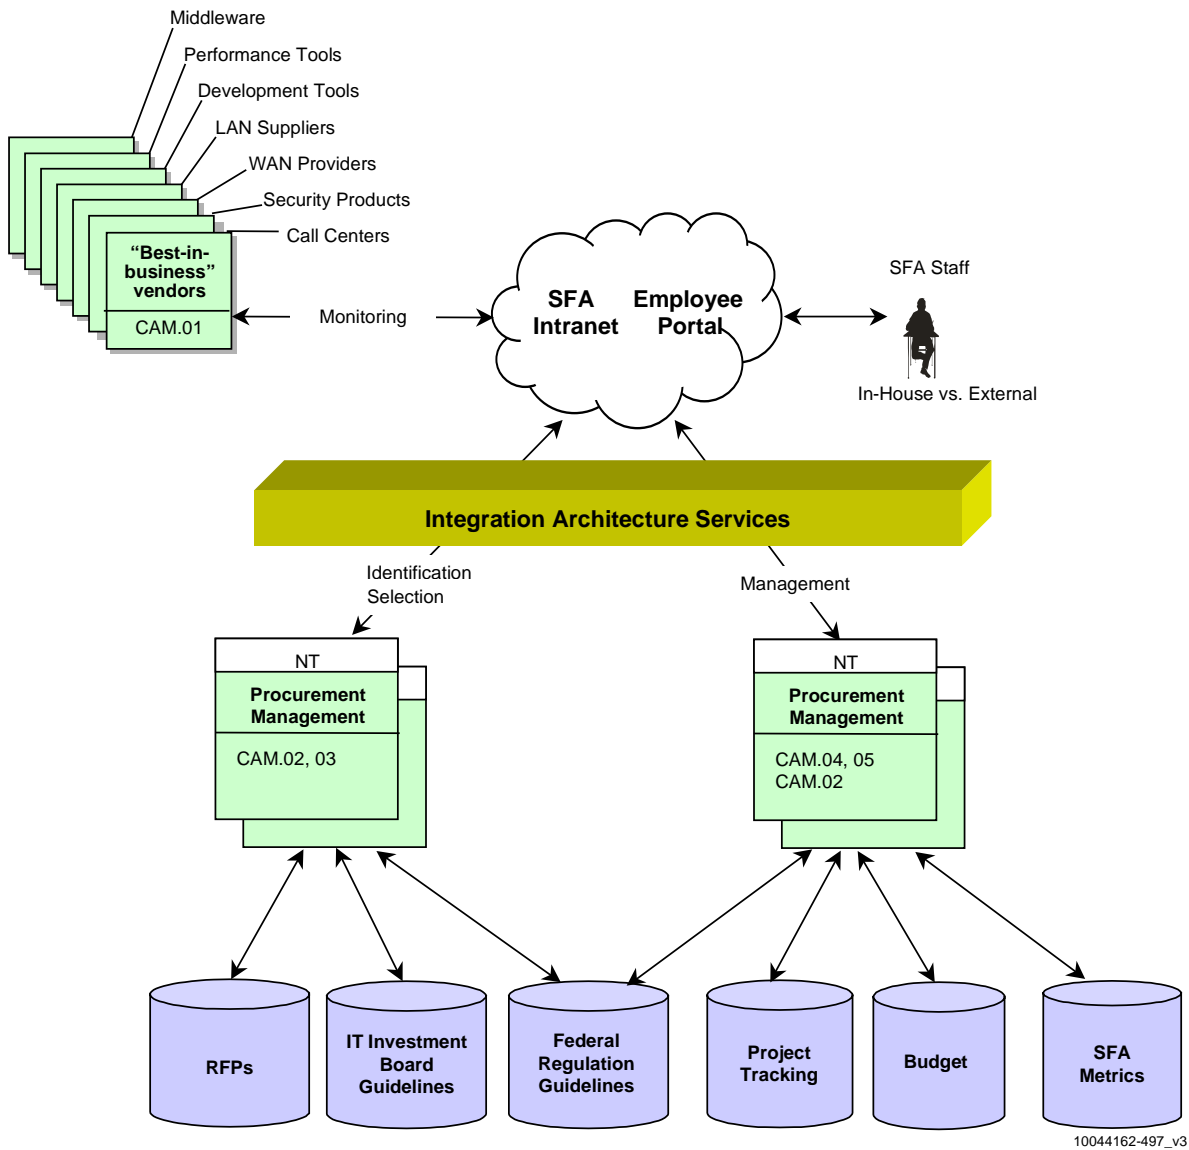 Middleware
Performance Tools
Development Tools
LAN Suppliers
WAN Providers
Security Products
Call Centers
“Best-in-
business”
vendors
CAM.01
Monitoring
SFA
Intranet
Employee
Portal
SFA Staff
In-House vs. External
Integration Architecture Services
Identification
Selection
Management
NT
Procurement
Management
CAM.02, 03
NT
Procurement
Management
CAM.04, 05
CAM.02
RFPs
IT Investment
Board
Guidelines
Federal
Regulation
Guidelines
Project
Tracking
Budget
SFA
Metrics
10044162-497_v3